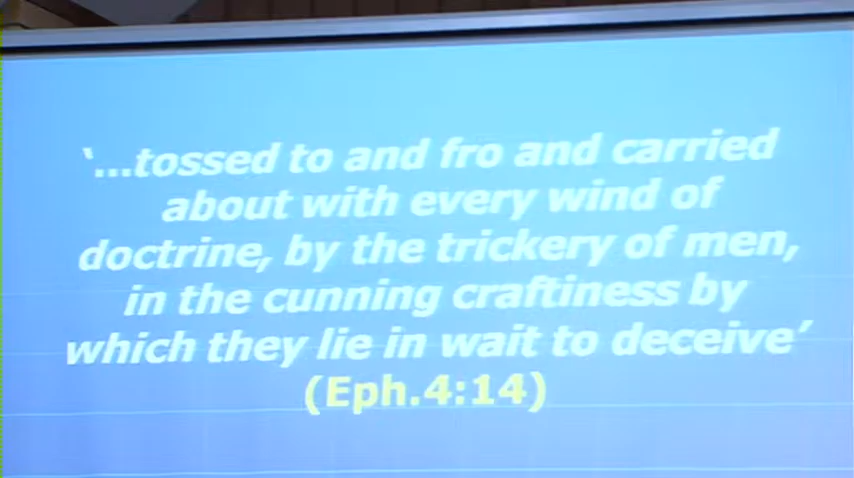 ‘...tossed to and fro and carried
about with every wind of
doctrine, by the trickery of men,
in the cunning craftiness by
which they lie in wait to deceive’
(Eph.4:14)